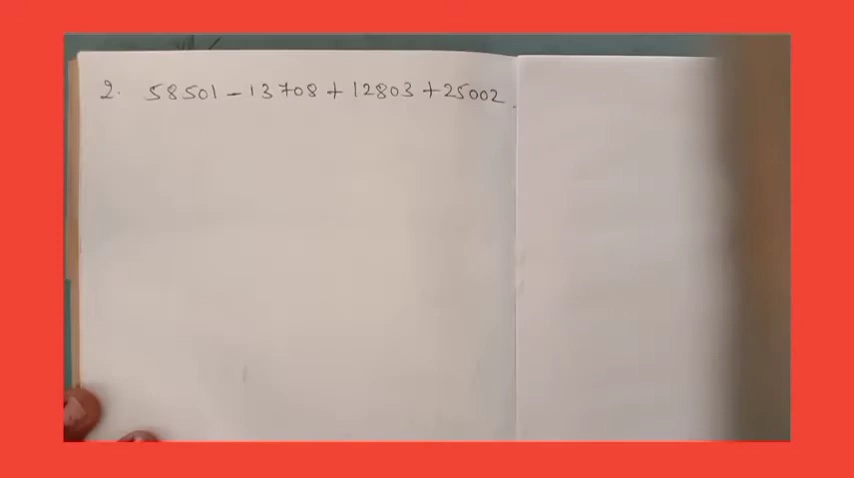 2. 58501 - 13708 + 12803 + 25002.